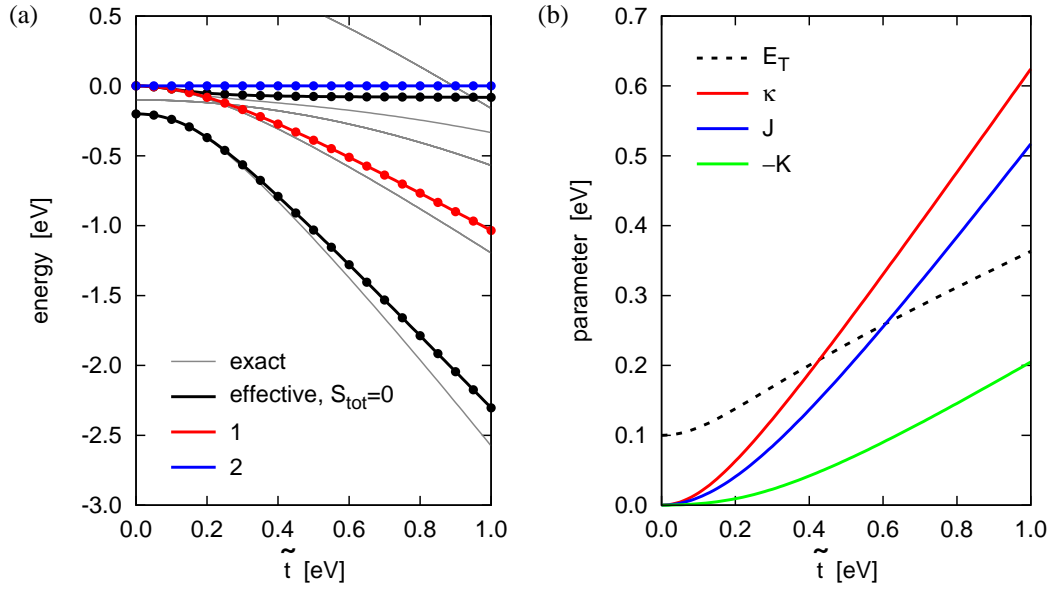 (a)
0.5
0.0
-0.5
-1.0
-1.5
-2.0
-2.5
-3.0
energy [eV]
exact
effective, S_tot=0
1
2
0.0 0.2 0.4 0.6 0.8 1.0
t̃ [eV]
(b)
0.7
0.6
0.5
0.4
0.3
0.2
0.1
0.0
parameter [eV]
E_T
κ
J
−K
0.0 0.2 0.4 0.6 0.8 1.0
t̃ [eV]